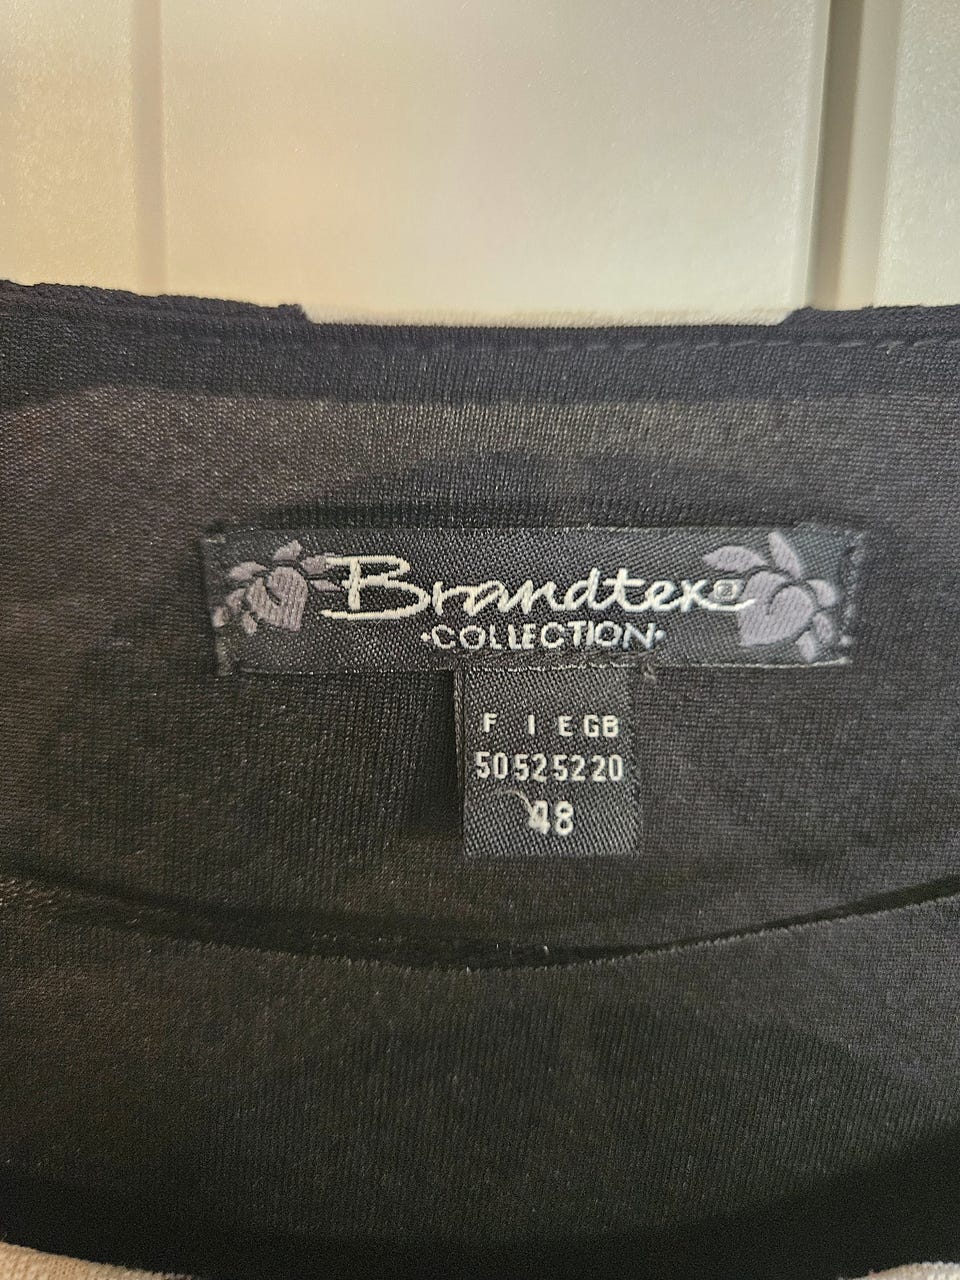 Brandtex®
·COLLECTION·
F I E GB
50 52 52 20
48